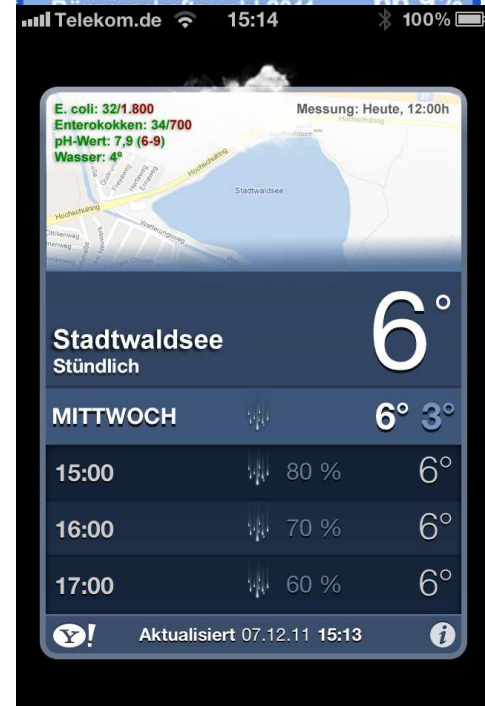 Telekom.de 15:14 100%
E. coli: 32/1.800 Messung: Heute, 12:00h
Enterokokken: 34/700
pH-Wert: 7,9 (6-9)
Wasser: 4°
Hochschulring
Stadtwaldsee
Hochschulring
Stadtwaldsee
Hochschulring
Wetterungsweg
6°
Stadtwaldsee
Stündlich
MITTWOCH 6° 3°
15:00 80 % 6°
16:00 70 % 6°
17:00 60 % 6°
Y! Aktualisiert 07.12.11 15:13 i